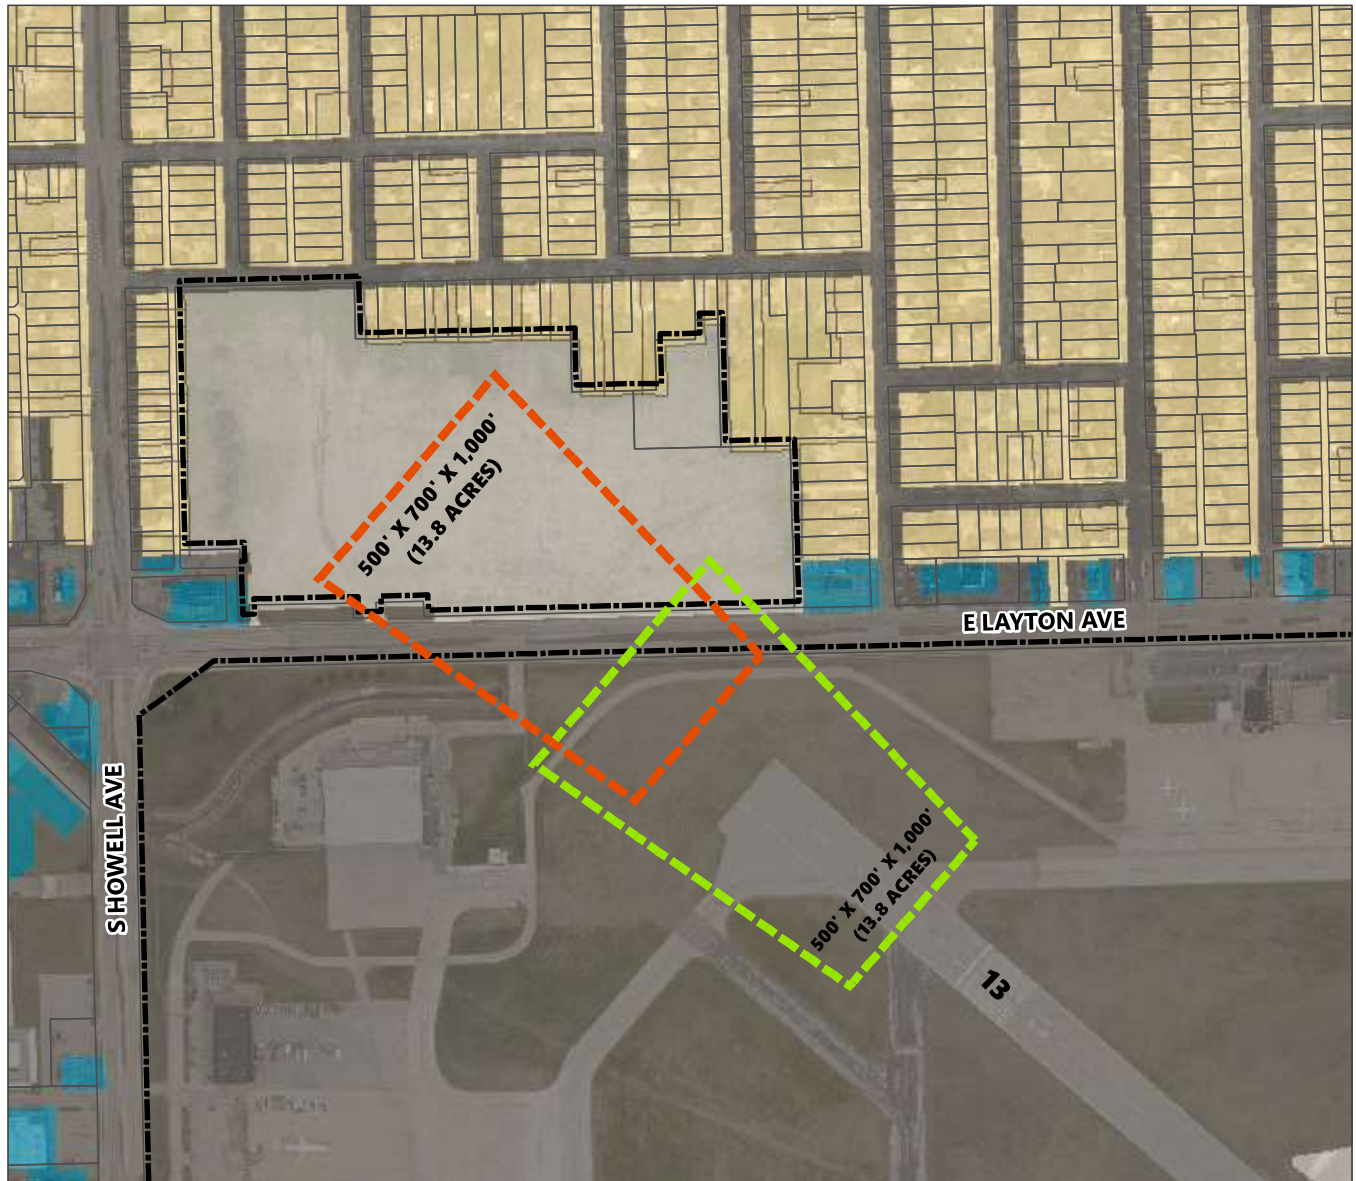 500' X 700' X 1,000'
(13.8 ACRES)
E LAYTON AVE
S HOWELL AVE
500' X 700' X 1,000'
(13.8 ACRES)
13